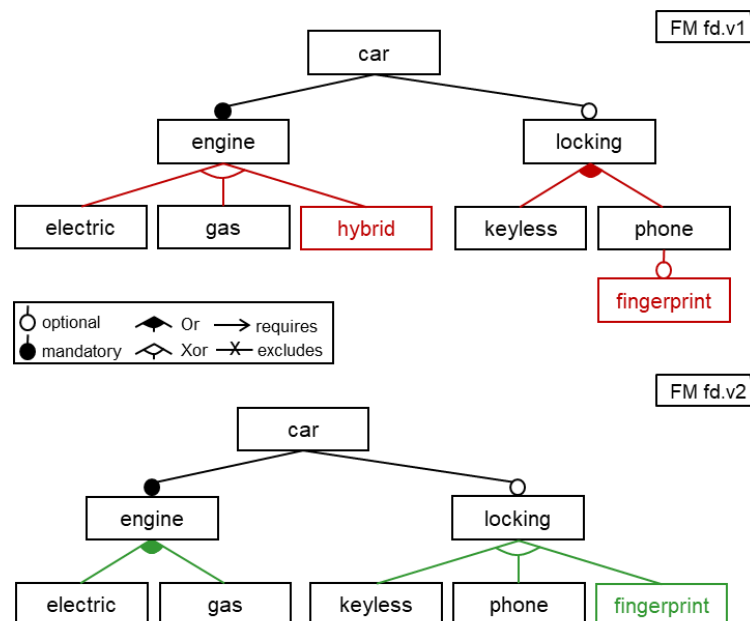 FM fd.v1
car
engine locking
electric gas hybrid keyless phone
fingerprint
optional Or requires
mandatory Xor X excludes
FM fd.v2
car
engine locking
electric gas keyless phone fingerprint